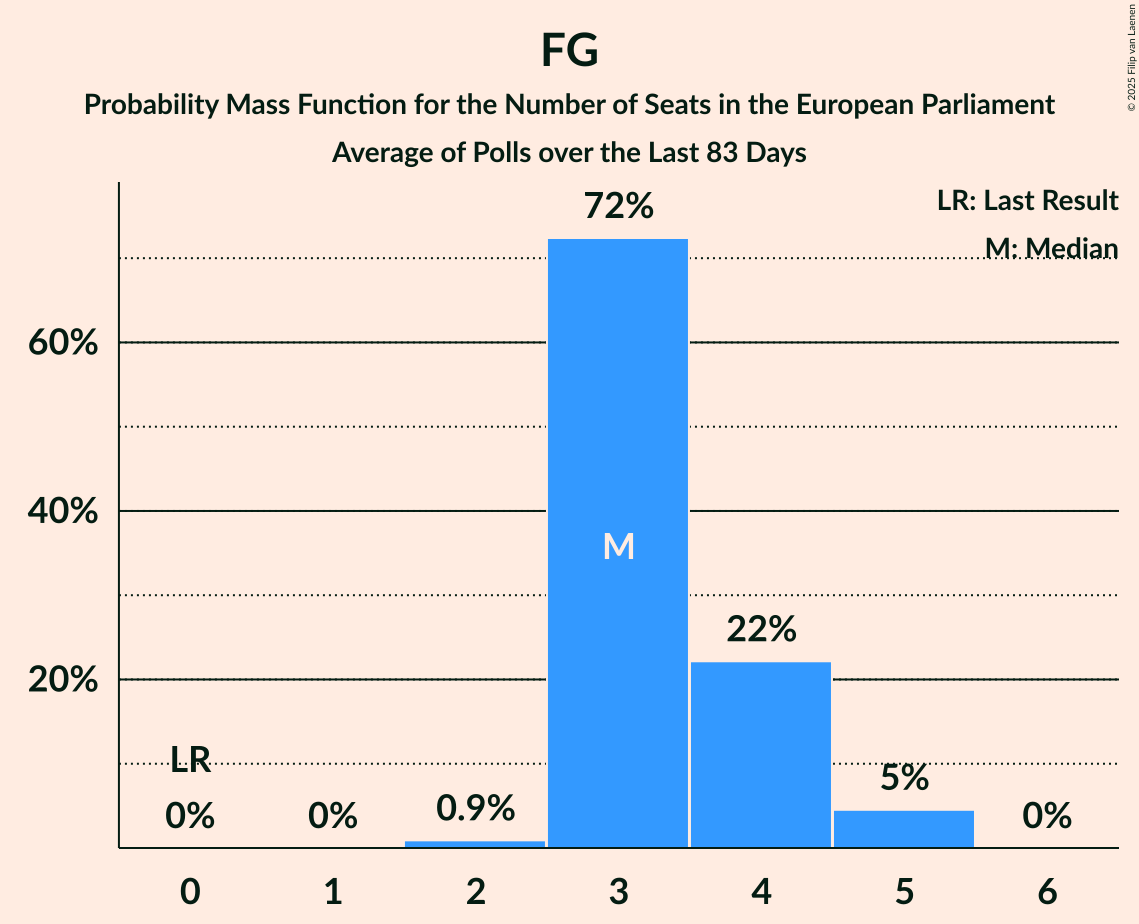 FG
Probability Mass Function for the Number of Seats in the European Parliament
Average of Polls over the Last 83 Days
© 2025 Filip van Laenen
LR: Last Result
M: Median
72%
60%
40%
20%
M
22%
LR
0%
0%
0.9%
5%
0%
0 1 2 3 4 5 6